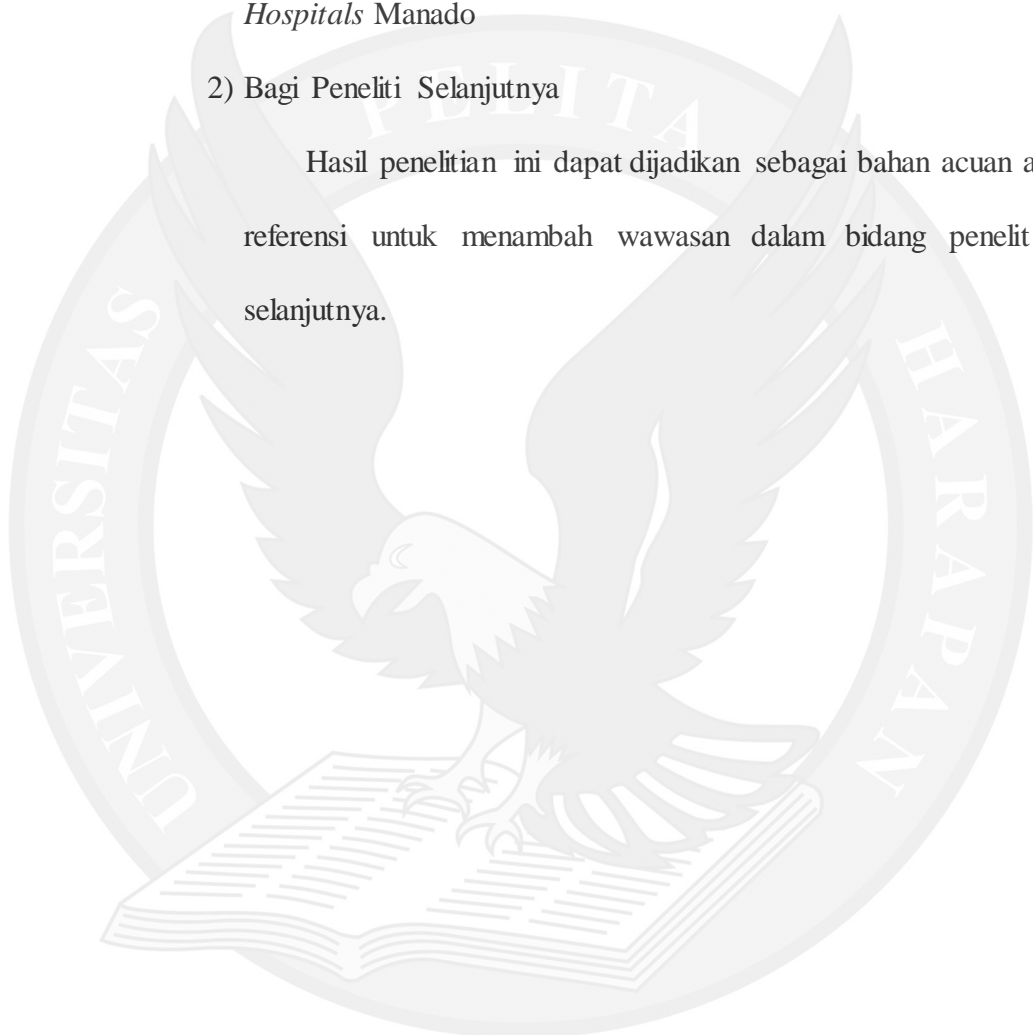 Hospitals Manado
2) Bagi Peneliti Selanjutnya
Hasil penelitian ini dapat dijadikan sebagai bahan acuan a
referensi untuk menambah wawasan dalam bidang penelit
selanjutnya.
UNIVERSITAS PELITA HARAPAN